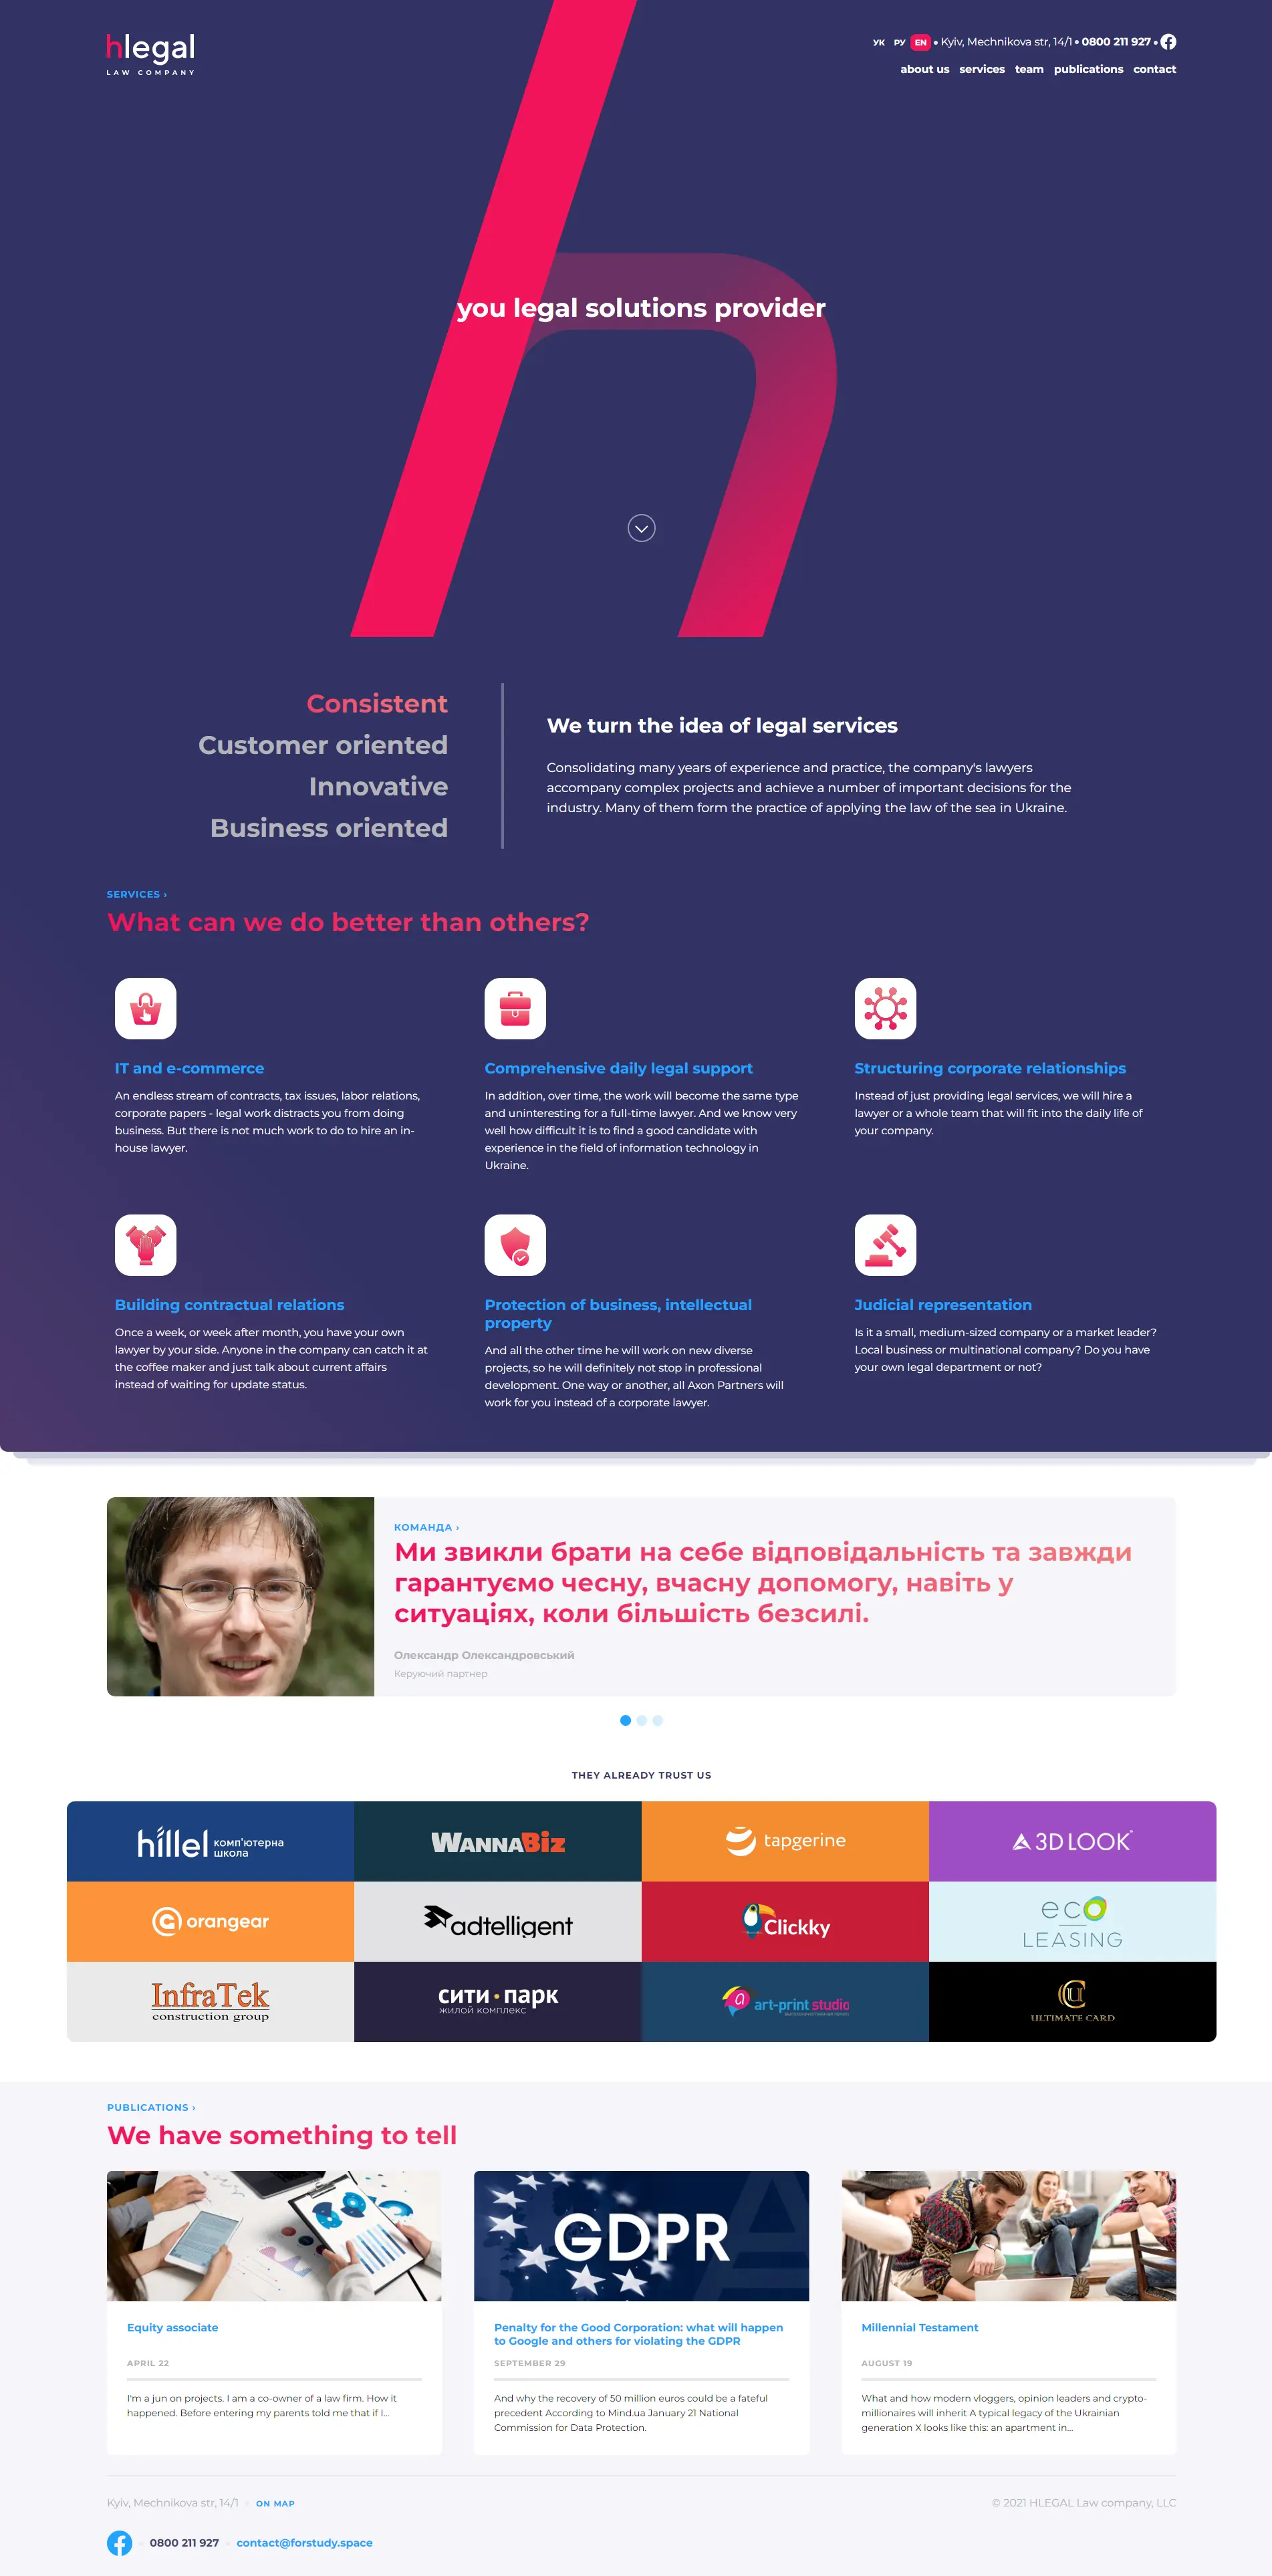 hlegal
LAW COMPANY
УК РУ EN • Kyiv, Mechnikova str, 14/1 • 0800 211 927 •
about us services team publications contact
you legal solutions provider
Consistent
Customer oriented
Innovative
Business oriented
We turn the idea of legal services
Consolidating many years of experience and practice, the company's lawyers
accompany complex projects and achieve a number of important decisions for the
industry. Many of them form the practice of applying the law of the sea in Ukraine.
SERVICES ›
What can we do better than others?
IT and e-commerce
An endless stream of contracts, tax issues, labor relations,
corporate papers - legal work distracts you from doing
business. But there is not much work to do to hire an in-
house lawyer.
Comprehensive daily legal support
In addition, over time, the work will become the same type
and uninteresting for a full-time lawyer. And we know very
well how difficult it is to find a good candidate with
experience in the field of information technology in
Ukraine.
Structuring corporate relationships
Instead of just providing legal services, we will hire a
lawyer or a whole team that will fit into the daily life of
your company.
Building contractual relations
Once a week, or week after month, you have your own
lawyer by your side. Anyone in the company can catch it at
the coffee maker and just talk about current affairs
instead of waiting for update status.
Protection of business, intellectual
property
And all the other time he will work on new diverse
projects, so he will definitely not stop in professional
development. One way or another, all Axon Partners will
work for you instead of a corporate lawyer.
Judicial representation
Is it a small, medium-sized company or a market leader?
Local business or multinational company? Do you have
your own legal department or not?
КОМАНДА ›
Ми звикли брати на себе відповідальність та завжди
гарантуємо чесну, вчасну допомогу, навіть у
ситуаціях, коли більшість безсилі.
Олександр Олександровський
Керуючий партнер
THEY ALREADY TRUST US
hillel комп'ютерна
школа
WannaBiz
tapgerine
3DLOOK™
orangear
adtelligent
Clickky
eco
LEASING
InfraTek
construction group
сити • парк
жилой комплекс
art-print studio
ULTIMATE CARD
PUBLICATIONS ›
We have something to tell
GDPR
Equity associate
APRIL 22
I'm a jun on projects. I am a co-owner of a law firm. How it
happened. Before entering my parents told me that if I...
Penalty for the Good Corporation: what will happen
to Google and others for violating the GDPR
SEPTEMBER 29
And why the recovery of 50 million euros could be a fateful
precedent According to Mind.ua January 21 National
Commission for Data Protection.
Millennial Testament
AUGUST 19
What and how modern vloggers, opinion leaders and crypto-
millionaires will inherit A typical legacy of the Ukrainian
generation X looks like this: an apartment in...
Kyiv, Mechnikova str, 14/1 ON MAP
© 2021 HLEGAL Law company, LLC
0800 211 927 contact@forstudy.space